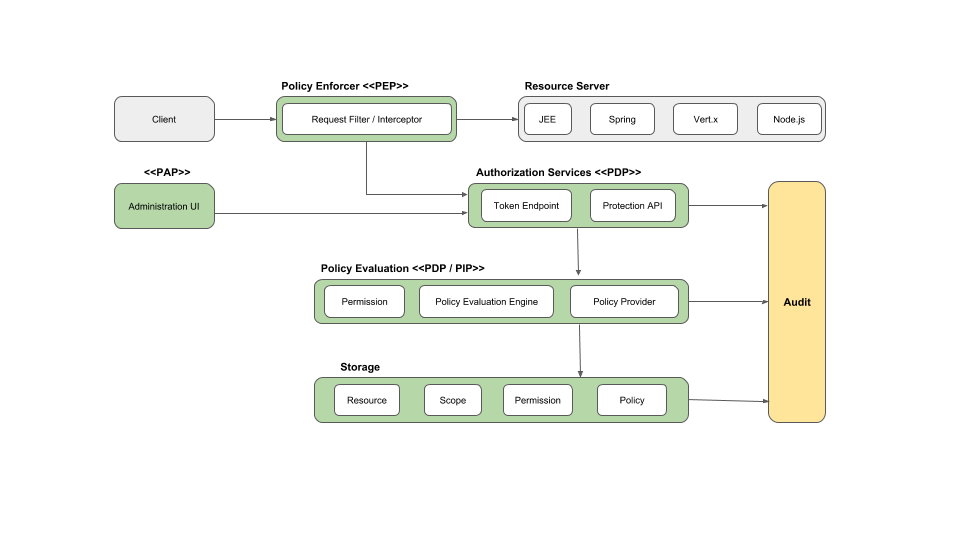 Policy Enforcer <<PEP>>
Resource Server
Client
Request Filter / Interceptor
JEE
Spring
Vert.x
Node.js
<<PAP>>
Authorization Services <<PDP>>
Administration UI
Token Endpoint
Protection API
Policy Evaluation <<PDP / PIP>>
Permission
Policy Evaluation Engine
Policy Provider
Audit
Storage
Resource
Scope
Permission
Policy